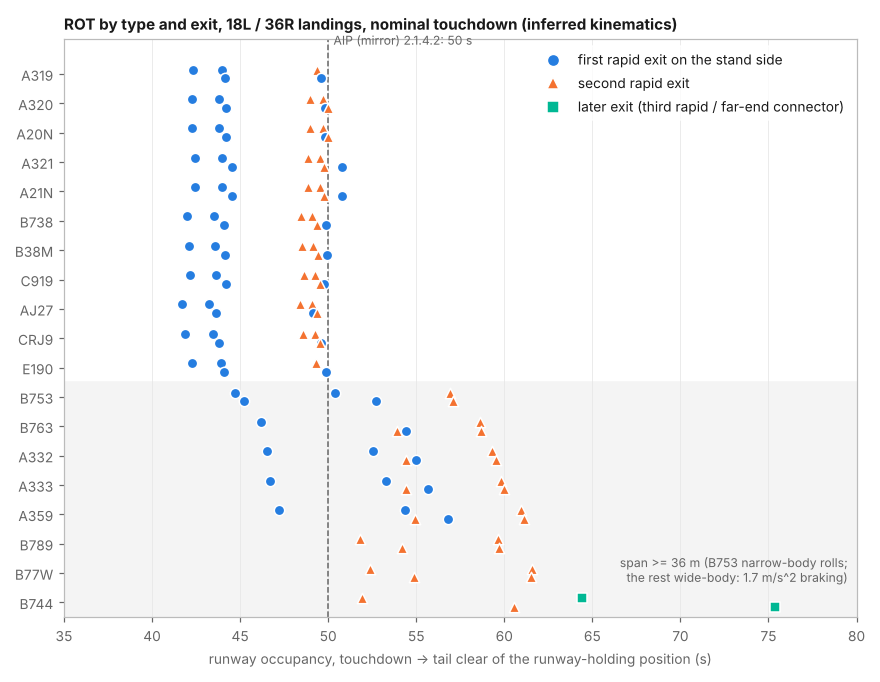 ROT by type and exit, 18L / 36R landings, nominal touchdown (inferred kinematics)
AIP (mirror) 2.1.4.2: 50 s
first rapid exit on the stand side
second rapid exit
later exit (third rapid / far-end connector)
A319
A320
A20N
A321
A21N
B738
B38M
C919
AJ27
CRJ9
E190
B753
B763
A332
A333
A359
B789
B77W
B744
span >= 36 m (B753 narrow-body rolls;
the rest wide-body: 1.7 m/s^2 braking)
35 40 45 50 55 60 65 70 75 80
runway occupancy, touchdown → tail clear of the runway-holding position (s)